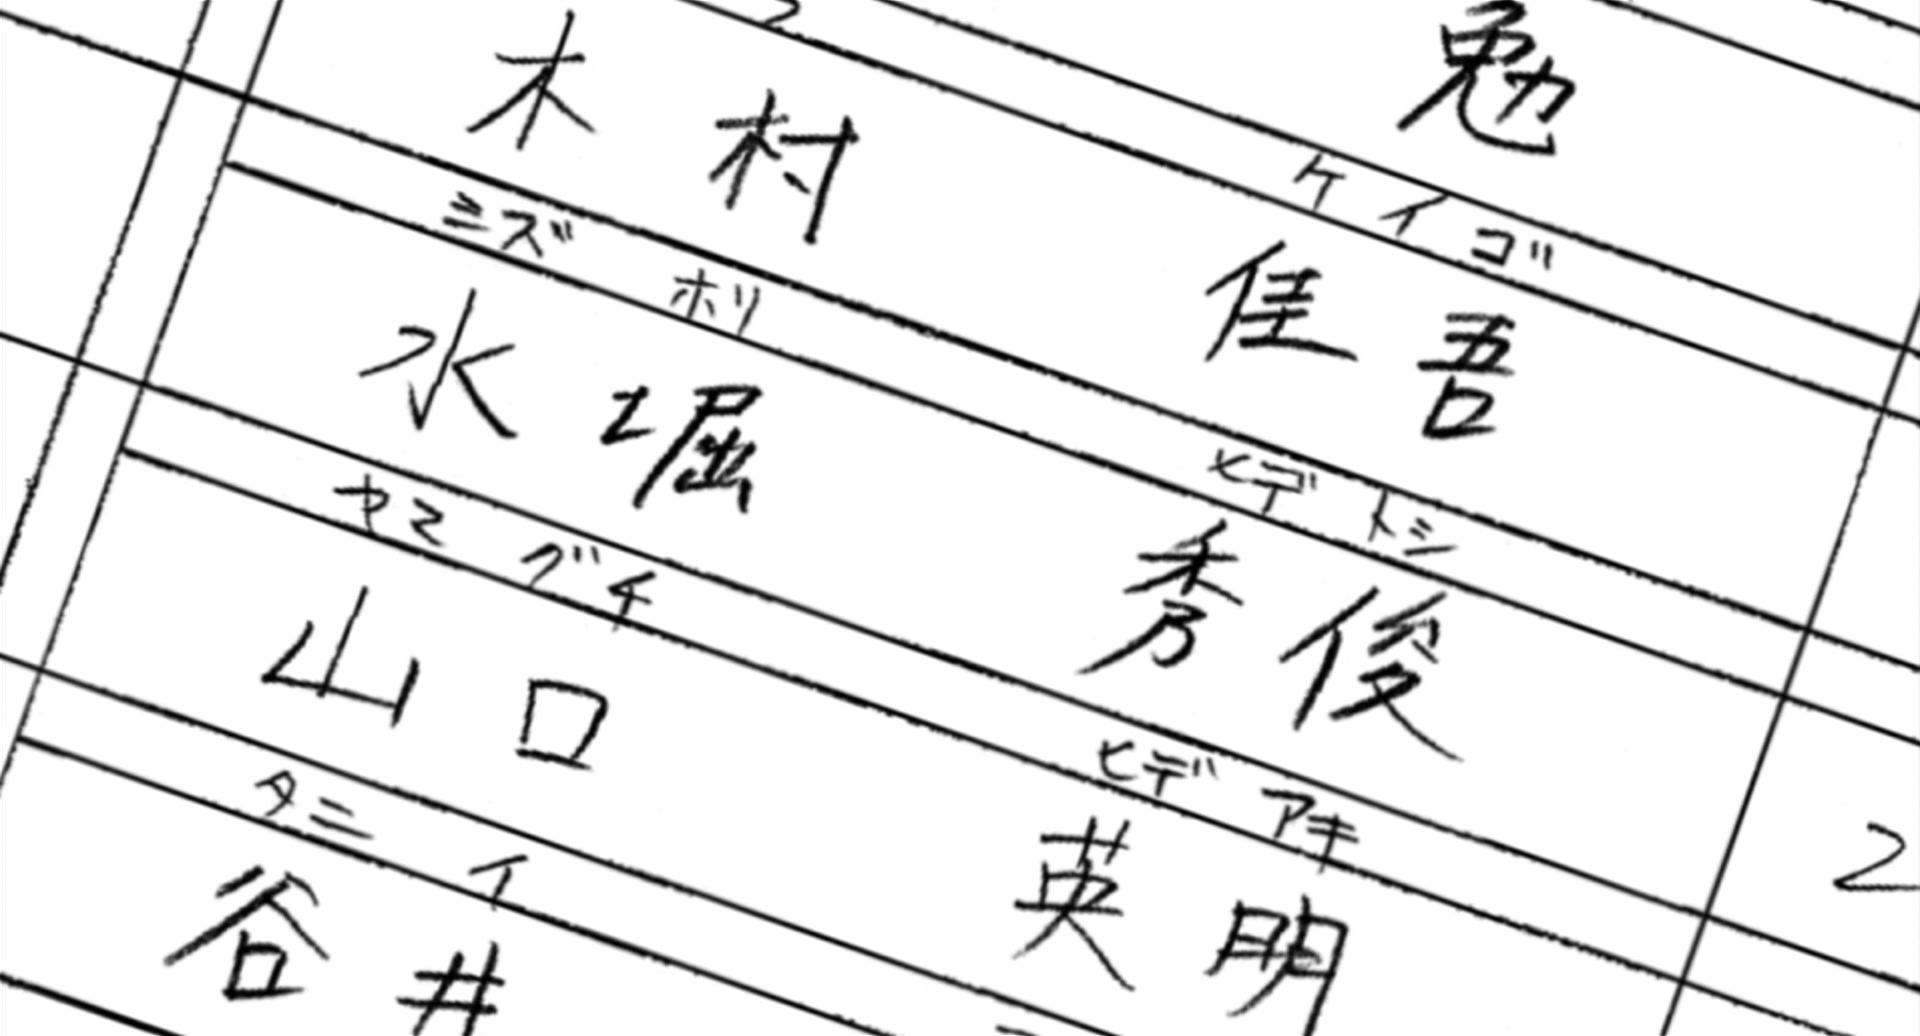 勉
ケイゴ
木村 佳吾
ミズ ホリ ヒデ トシ
水堀 秀俊
ヤマ グチ ヒデ アキ
山口 英明
タニ イ
谷井
2